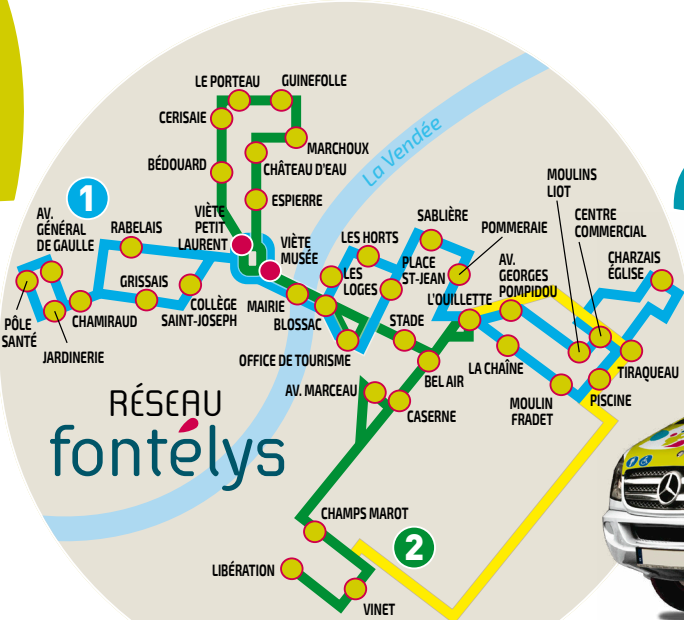 LE PORTEAU
GUINEFOLLE
CERISAIE
MARCHOUX
BÉDOUARD
CHÂTEAU D'EAU
La Vendée
MOULINS
LIOT
1
ESPIERRE
AV.
GÉNÉRAL
DE GAULLE
RABELAIS
VIÈTE
PETIT
LAURENT
VIÈTE
MUSÉE
LES HORTS
SABLIÈRE
POMMERAIE
CENTRE
COMMERCIAL
PLACE
ST-JEAN
AV.
GEORGES
POMPIDOU
CHARZAIS
ÉGLISE
GRISSAIS
COLLÈGE
SAINT-JOSEPH
LES
LOGES
L'OUILLETTE
PÔLE
SANTÉ
CHAMIRAUD
MAIRIE
BLOSSAC
STADE
JARDINERIE
OFFICE DE TOURISME
BEL AIR
LA CHAÎNE
TIRAQUEAU
AV. MARCEAU
CASERNE
MOULIN
FRADET
PISCINE
RÉSEAU
fontélys
CHAMPS MAROT
2
LIBÉRATION
VINET